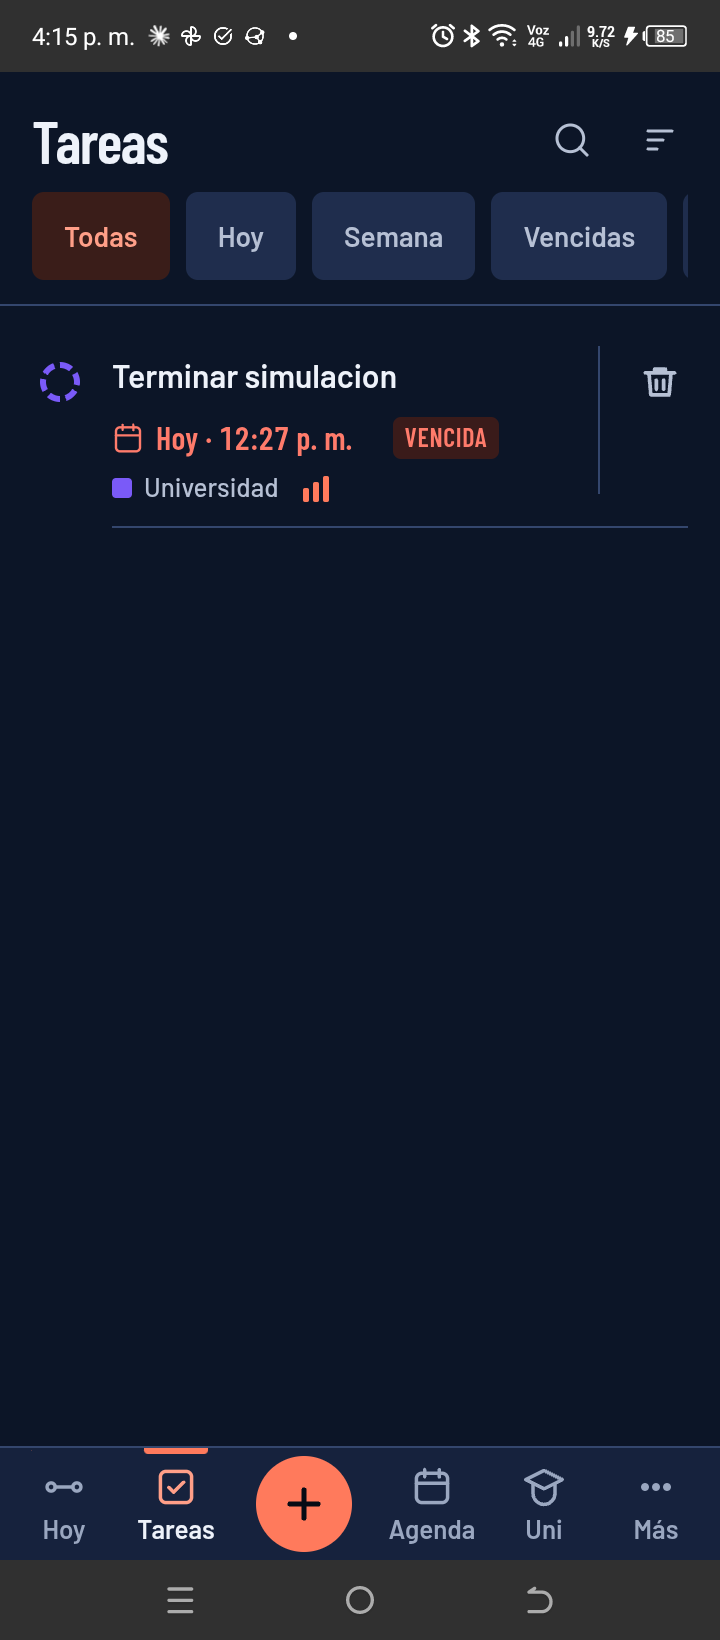 4:15 p. m.
Voz 4G
9.72 K/S
85
Tareas
Todas
Hoy
Semana
Vencidas
Terminar simulacion
Hoy · 12:27 p. m.
VENCIDA
Universidad
Hoy
Tareas
Agenda
Uni
Más